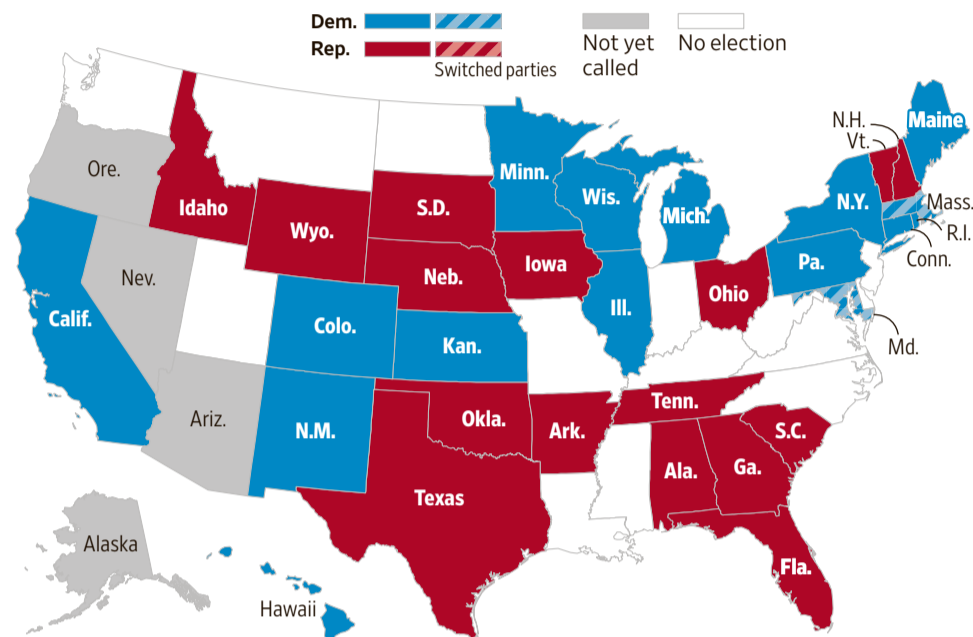 Dem.
Rep.
Switched parties
Not yet
called
No election
Ore.
Idaho
Wyo.
S.D.
Minn.
Wis.
Mich.
N.H.
Vt.
Maine
N.Y.
Mass.
R.I.
Conn.
Pa.
Md.
Nev.
Calif.
Neb.
Iowa
Ill.
Ohio
Colo.
Kan.
Ariz.
N.M.
Okla.
Ark.
Tenn.
S.C.
Texas
Ala.
Ga.
Fla.
Alaska
Hawaii